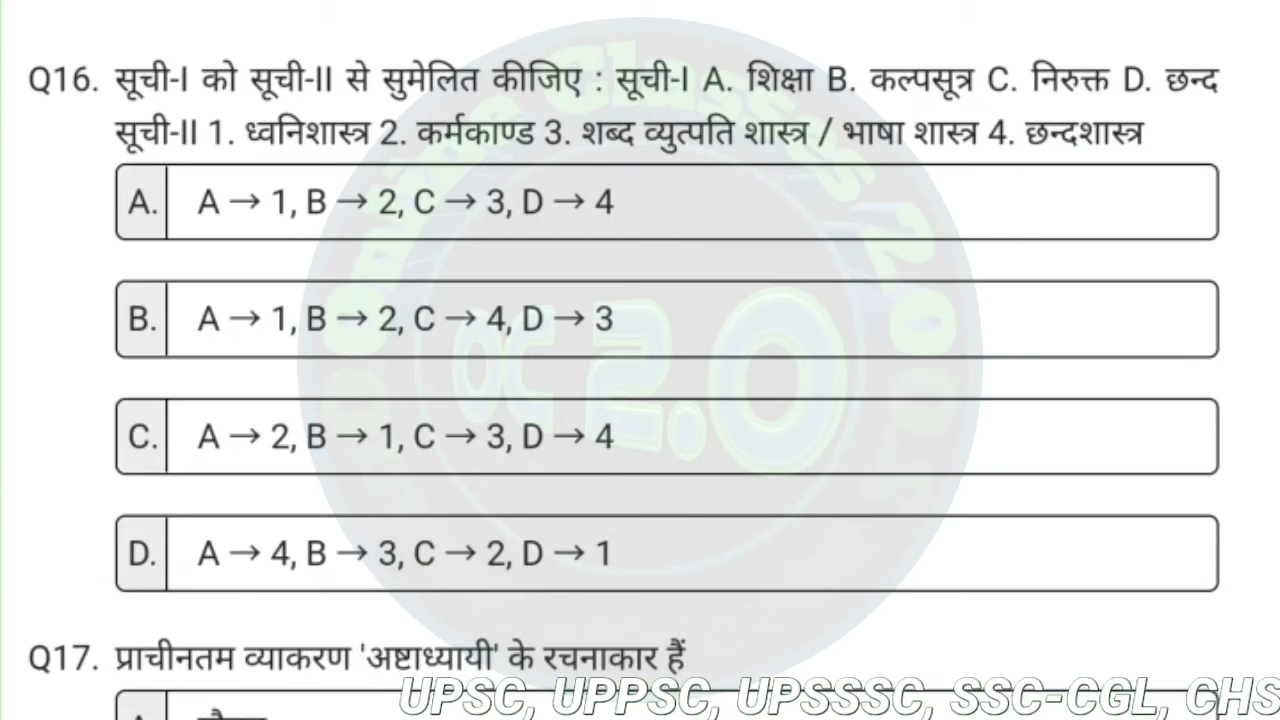 Q16. सूची-I को सूची-II से सुमेलित कीजिए : सूची-I A. शिक्षा B. कल्पसूत्र C. निरुक्त D. छन्द
सूची-II 1. ध्वनिशास्त्र 2. कर्मकाण्ड 3. शब्द व्युत्पति शास्त्र / भाषा शास्त्र 4. छन्दशास्त्र
A. A → 1, B → 2, C → 3, D → 4
B. A → 1, B → 2, C → 4, D → 3
C. A → 2, B → 1, C → 3, D → 4
D. A → 4, B → 3, C → 2, D → 1
Q17. प्राचीनतम व्याकरण 'अष्टाध्यायी' के रचनाकार हैं
UPSC, UPPSC, UPSSSC, SSC-CGL, CHS